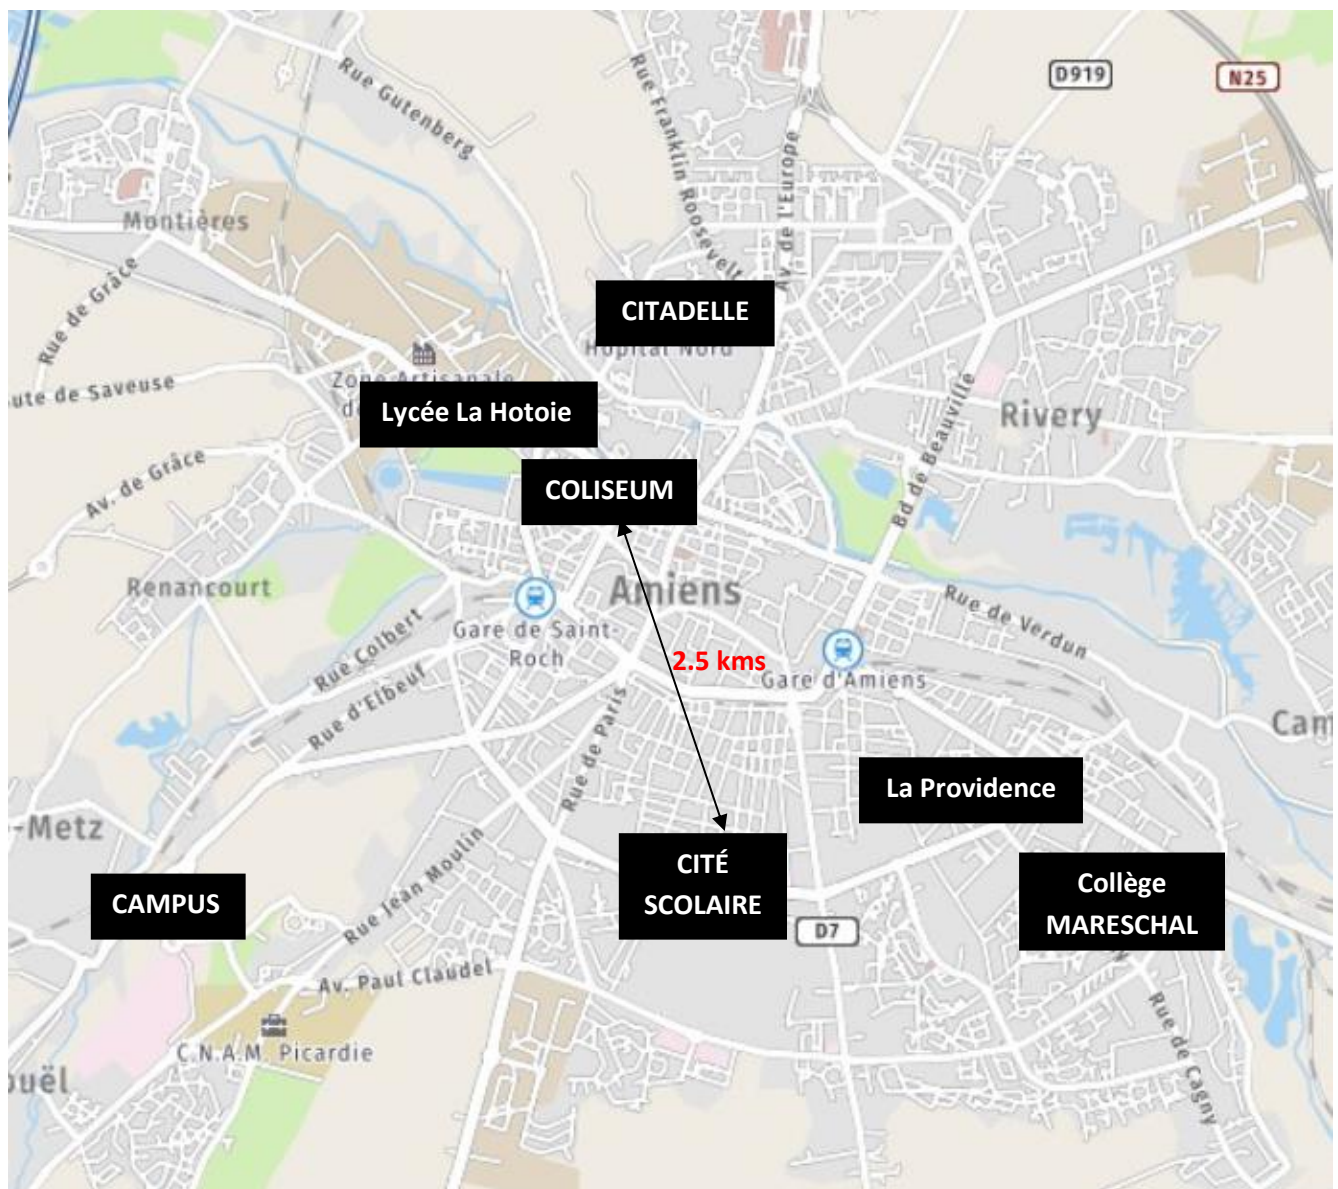 D919
N25
Rue Gutenberg
Rue Franklin Roosevelt
Av. de l'Europe
Montières
Rue de Grâce
CITADELLE
Hôpital Nord
Zone Artisanale
ute de Saveuse
Lycée La Hotoie
Rivery
Bd de Beauvillé
Av. de Grâce
COLISEUM
Renancourt
Amiens
Rue de Verdun
Gare de Saint-
Roch
Rue Colbert
2.5 kms
Gare d'Amiens
Rue d'Elbeuf
Cam
Rue de Paris
La Providence
-Metz
CITÉ
SCOLAIRE
Collège
MARESCHAL
CAMPUS
Rue Jean Moulin
D7
Av. Paul Claudel
Rue de Cagny
C.N.A.M. Picardie
ouël